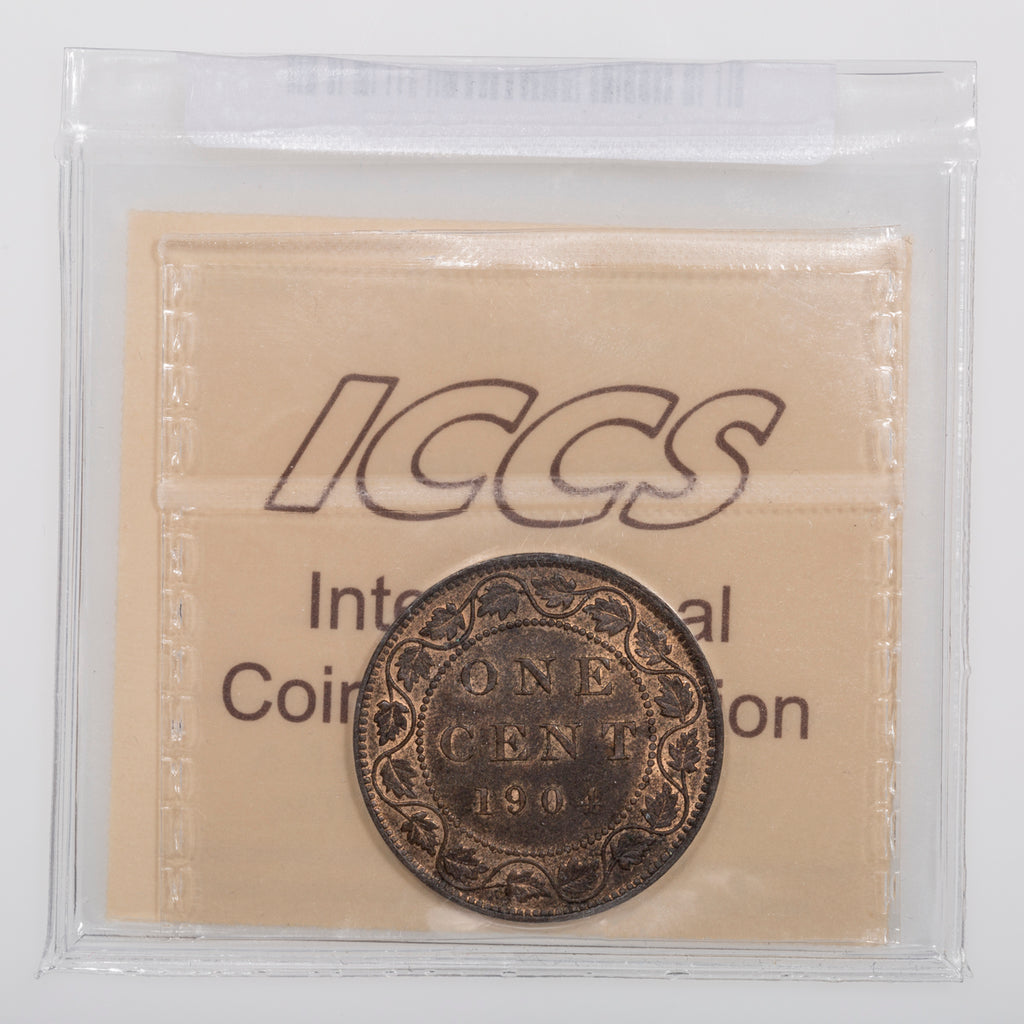 ICCS
Inte al
Coin ion
ONE
CENT
1904